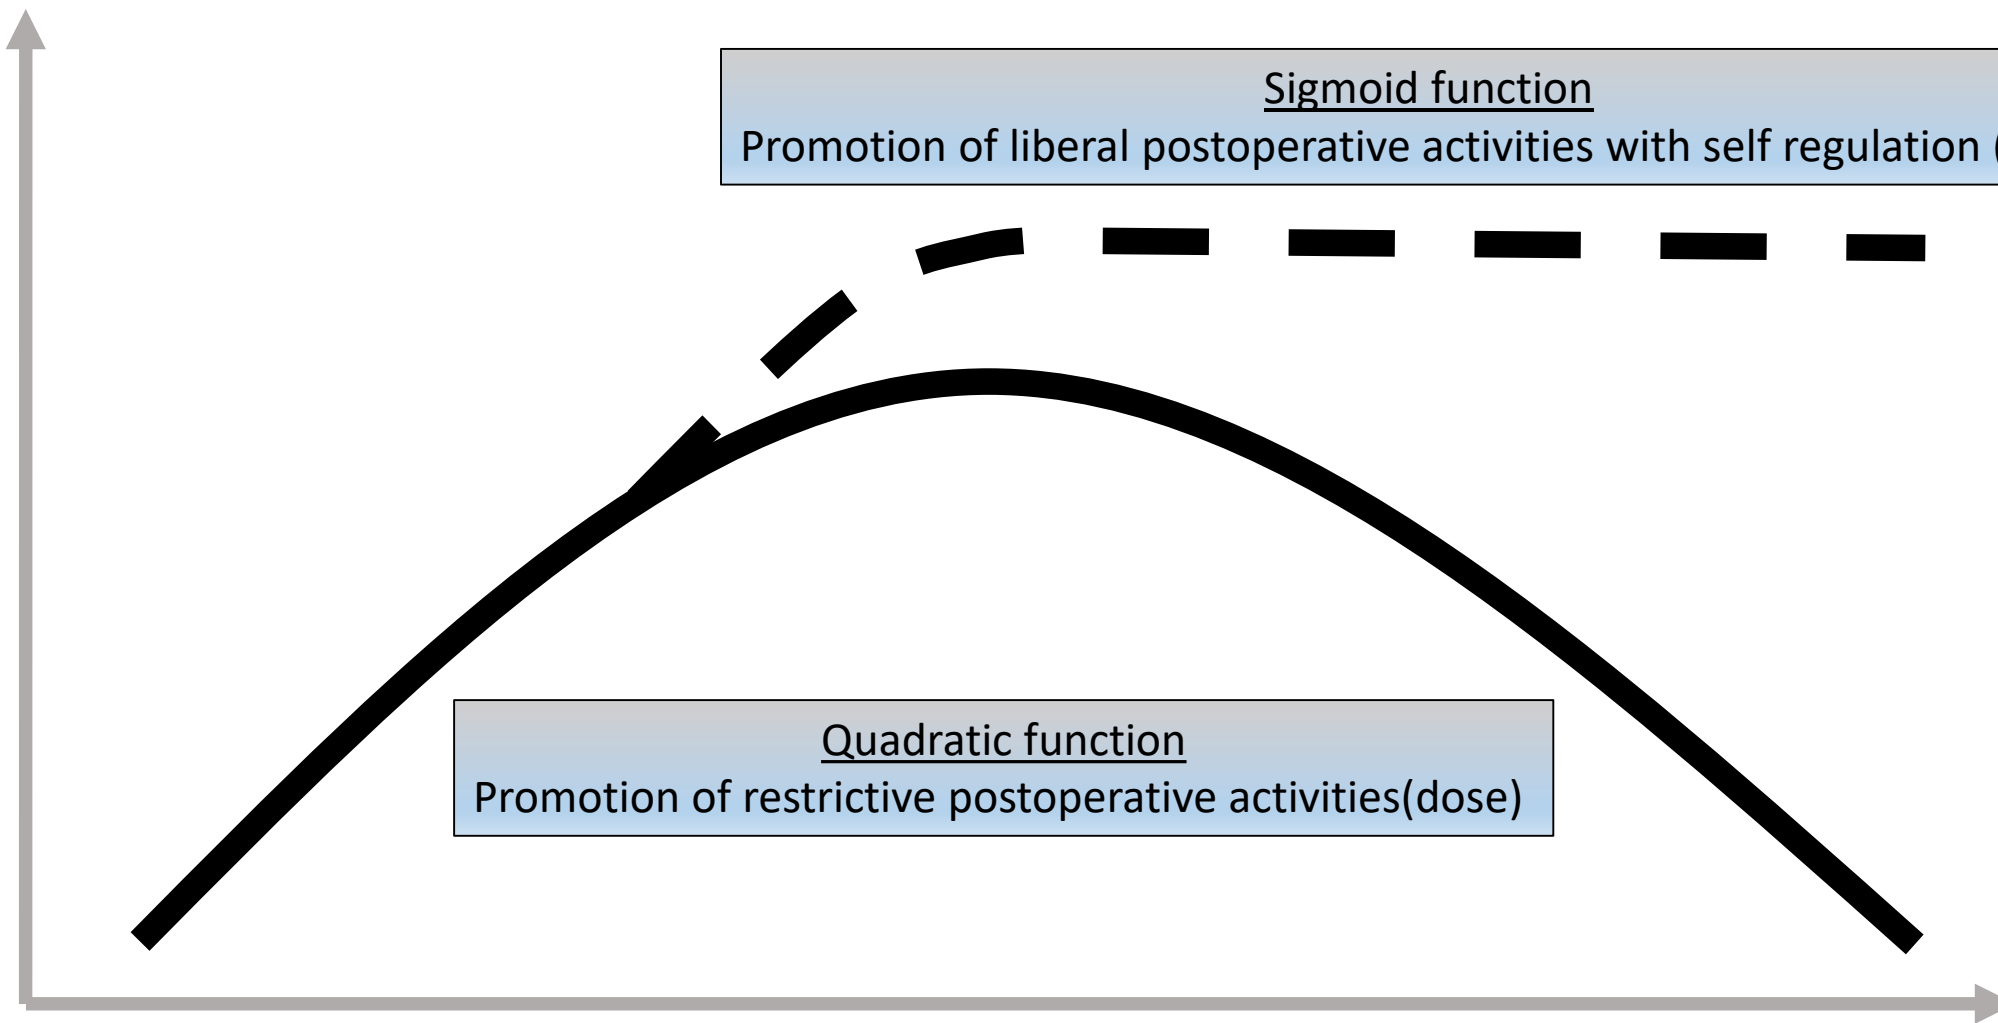 Sigmoid function
Promotion of liberal postoperative activities with self regulation (
Quadratic function
Promotion of restrictive postoperative activities(dose)